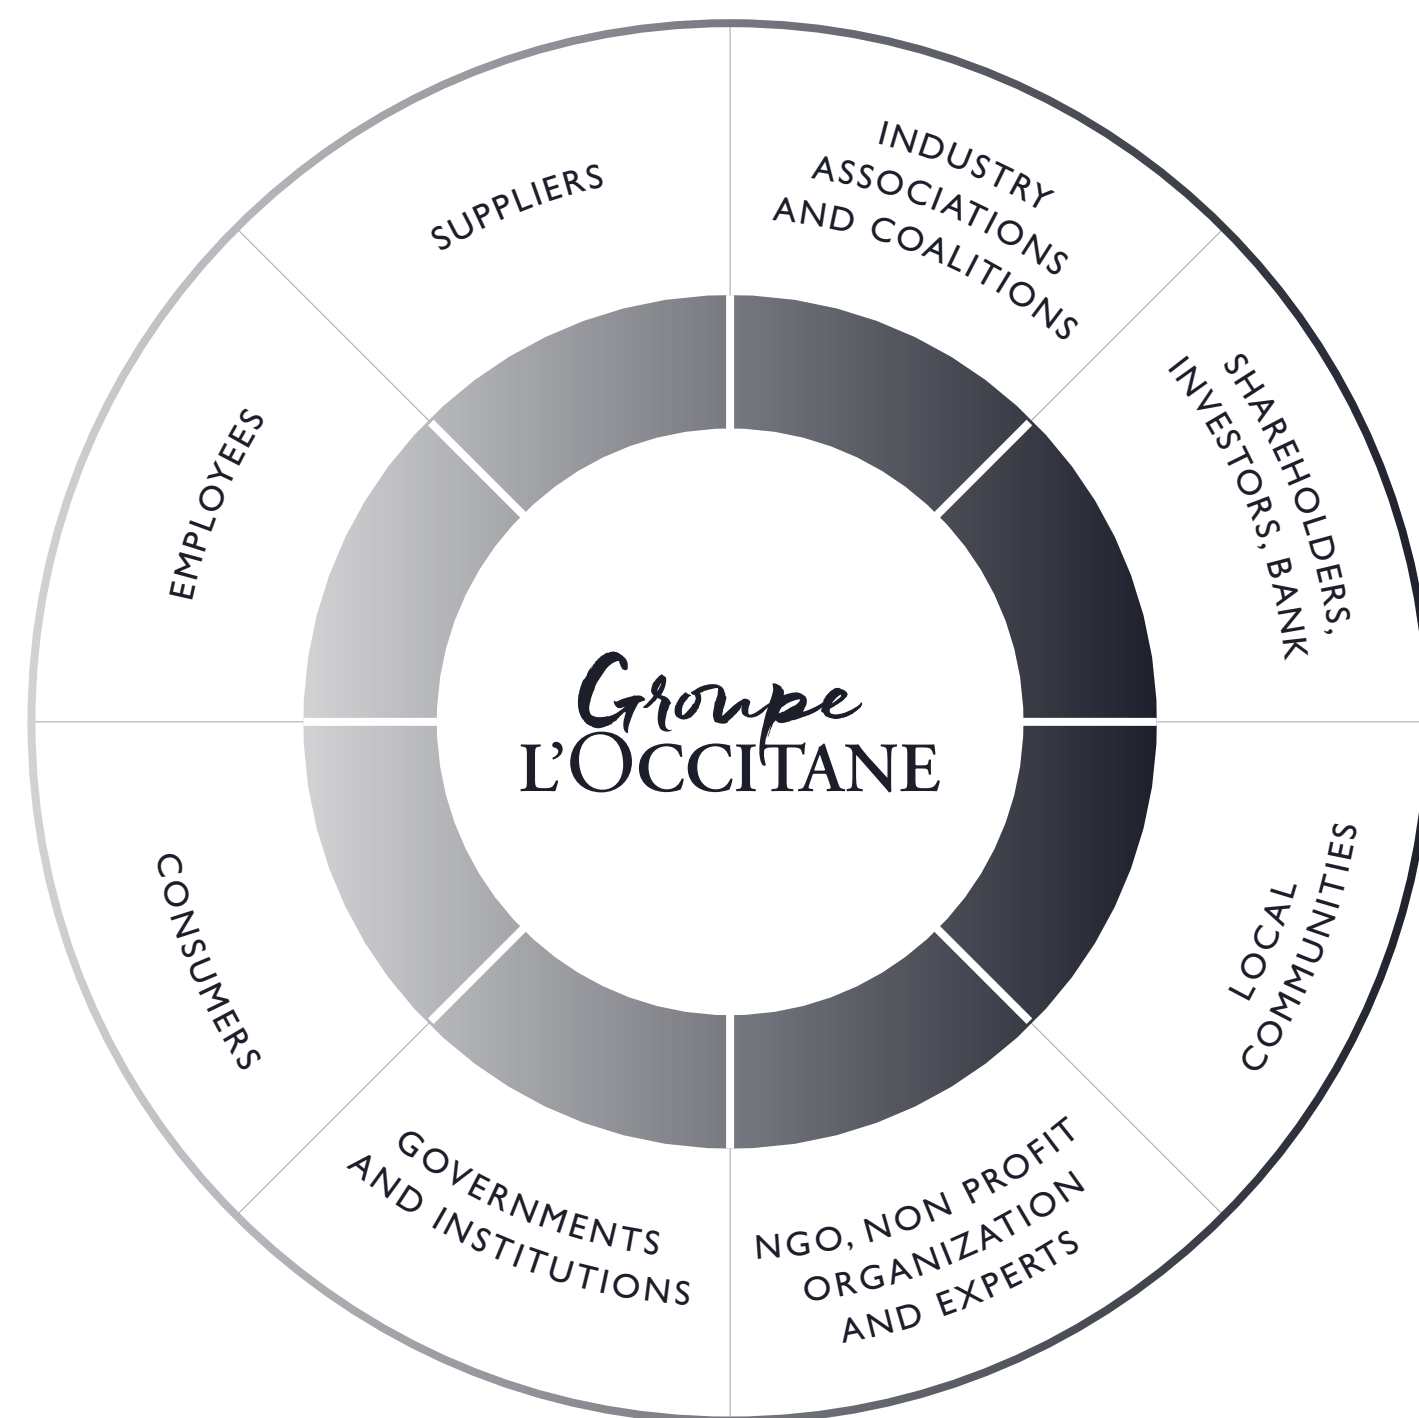 INDUSTRY
ASSOCIATIONS
AND COALITIONS
SHAREHOLDERS,
INVESTORS, BANK
LOCAL
COMMUNITIES
NGO, NON PROFIT
ORGANIZATION
AND EXPERTS
GOVERNMENTS
AND INSTITUTIONS
CONSUMERS
EMPLOYEES
SUPPLIERS
Groupe
L’OCCITANE